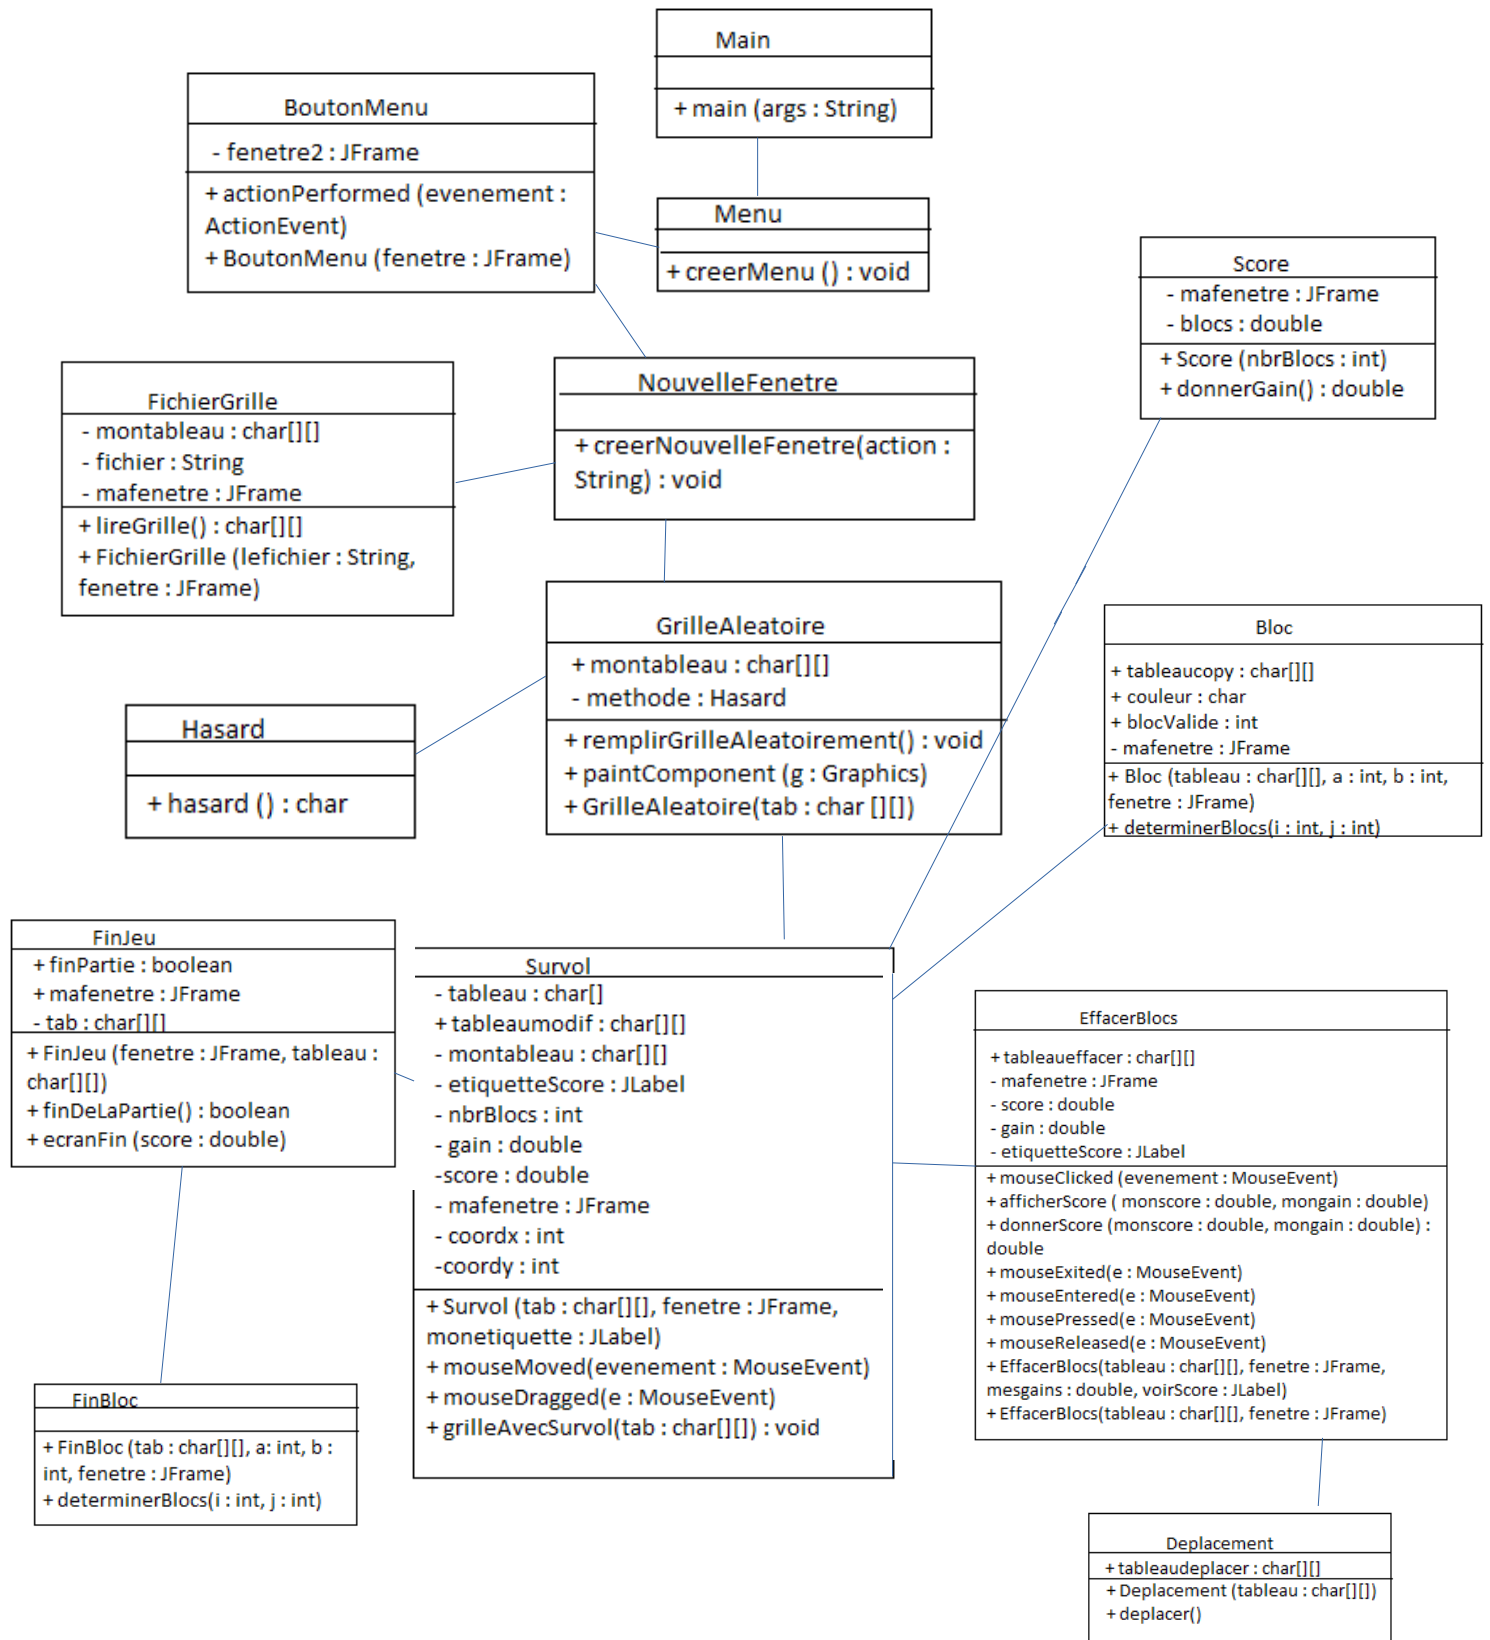 Main
+ main (args : String)
BoutonMenu
- fenetre2 : JFrame
+ actionPerformed (evenement :
ActionEvent)
+ BoutonMenu (fenetre : JFrame)
Menu
+ creerMenu () : void
Score
- mafenetre : JFrame
- blocs : double
+ Score (nbrBlocs : int)
+ donnerGain() : double
FichierGrille
- montableau : char[][]
- fichier : String
- mafenetre : JFrame
+ lireGrille() : char[][]
+ FichierGrille (lefichier : String,
fenetre : JFrame)
NouvelleFenetre
+ creerNouvelleFenetre(action :
String) : void
GrilleAleatoire
+ montableau : char[][]
- methode : Hasard
+ remplirGrilleAleatoirement() : void
+ paintComponent (g : Graphics)
+ GrilleAleatoire(tab : char [][])
Bloc
+ tableaucopy : char[][]
+ couleur : char
+ blocValide : int
- mafenetre : JFrame
+ Bloc (tableau : char[][], a : int, b : int,
fenetre : JFrame)
+ determinerBlocs(i : int, j : int)
Hasard
+ hasard () : char
FinJeu
+ finPartie : boolean
+ mafenetre : JFrame
- tab : char[][]
+ FinJeu (fenetre : JFrame, tableau :
char[][])
+ finDeLaPartie() : boolean
+ ecranFin (score : double)
Survol
- tableau : char[]
+ tableaumodif : char[][]
- montableau : char[][]
- etiquetteScore : JLabel
- nbrBlocs : int
- gain : double
-score : double
- mafenetre : JFrame
- coordx : int
-coordy : int
+ Survol (tab : char[][], fenetre : JFrame,
monetiquette : JLabel)
+ mouseMoved(evenement : MouseEvent)
+ mouseDragged(e : MouseEvent)
+ grilleAvecSurvol(tab : char[][]) : void
EffacerBlocs
+ tableaueffacer : char[][]
- mafenetre : JFrame
- score : double
- gain : double
- etiquetteScore : JLabel
+ mouseClicked (evenement : MouseEvent)
+ afficherScore ( monscore : double, mongain : double)
+ donnerScore (monscore : double, mongain : double) :
double
+ mouseExited(e : MouseEvent)
+ mouseEntered(e : MouseEvent)
+ mousePressed(e : MouseEvent)
+ mouseReleased(e : MouseEvent)
+ EffacerBlocs(tableau : char[][], fenetre : JFrame,
mesgains : double, voirScore : JLabel)
+ EffacerBlocs(tableau : char[][], fenetre : JFrame)
FinBloc
+ FinBloc (tab : char[][], a: int, b :
int, fenetre : JFrame)
+ determinerBlocs(i : int, j : int)
Deplacement
+ tableaudeplacer : char[][]
+ Deplacement (tableau : char[][])
+ deplacer()